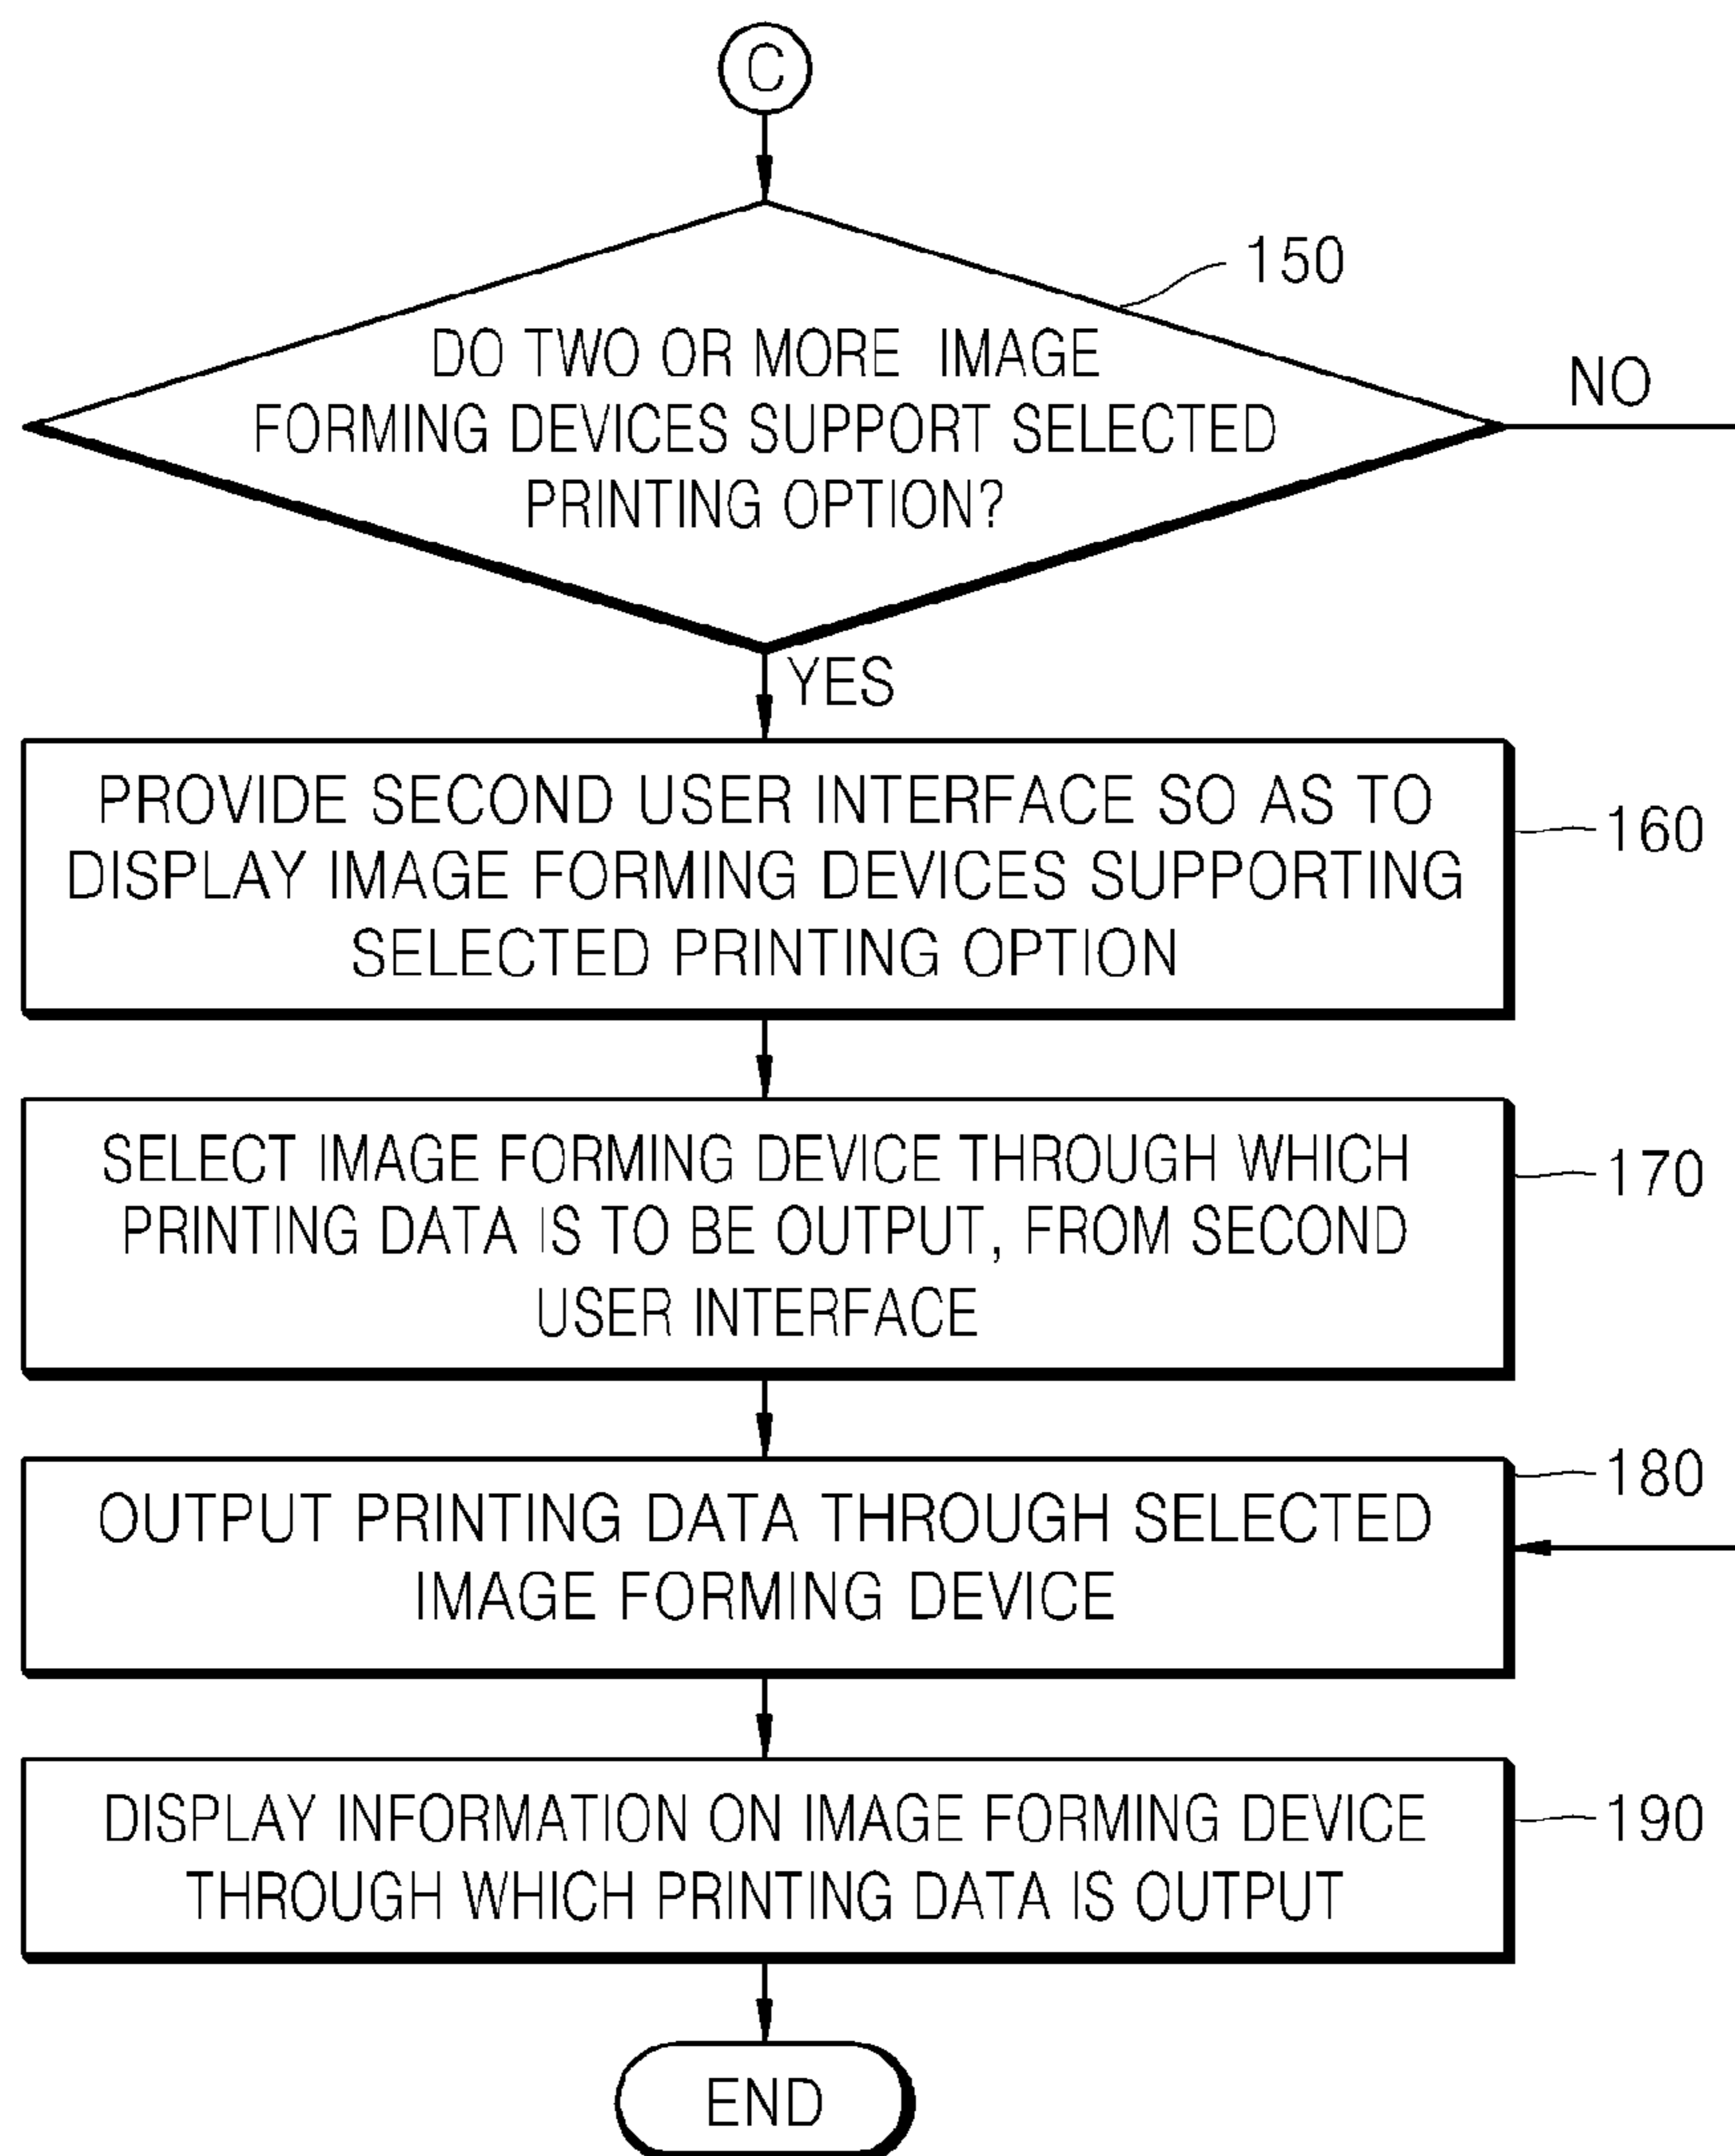 C
150
DO TWO OR MORE IMAGE
FORMING DEVICES SUPPORT SELECTED
PRINTING OPTION?
NO
YES
PROVIDE SECOND USER INTERFACE SO AS TO
DISPLAY IMAGE FORMING DEVICES SUPPORTING
SELECTED PRINTING OPTION
160
SELECT IMAGE FORMING DEVICE THROUGH WHICH
PRINTING DATA IS TO BE OUTPUT, FROM SECOND
USER INTERFACE
170
OUTPUT PRINTING DATA THROUGH SELECTED
IMAGE FORMING DEVICE
180
DISPLAY INFORMATION ON IMAGE FORMING DEVICE
THROUGH WHICH PRINTING DATA IS OUTPUT
190
END